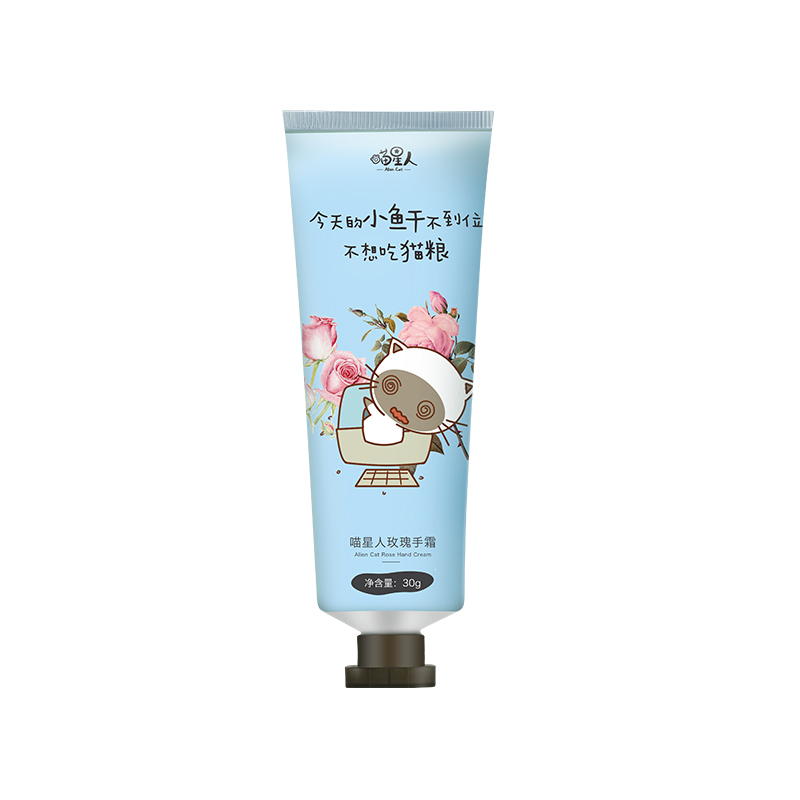 喵星人
Alien Cat
今天的小鱼干不到位
不想吃猫粮
喵星人玫瑰手霜
Alien Cat Rose Hand Cream
净含量：30g